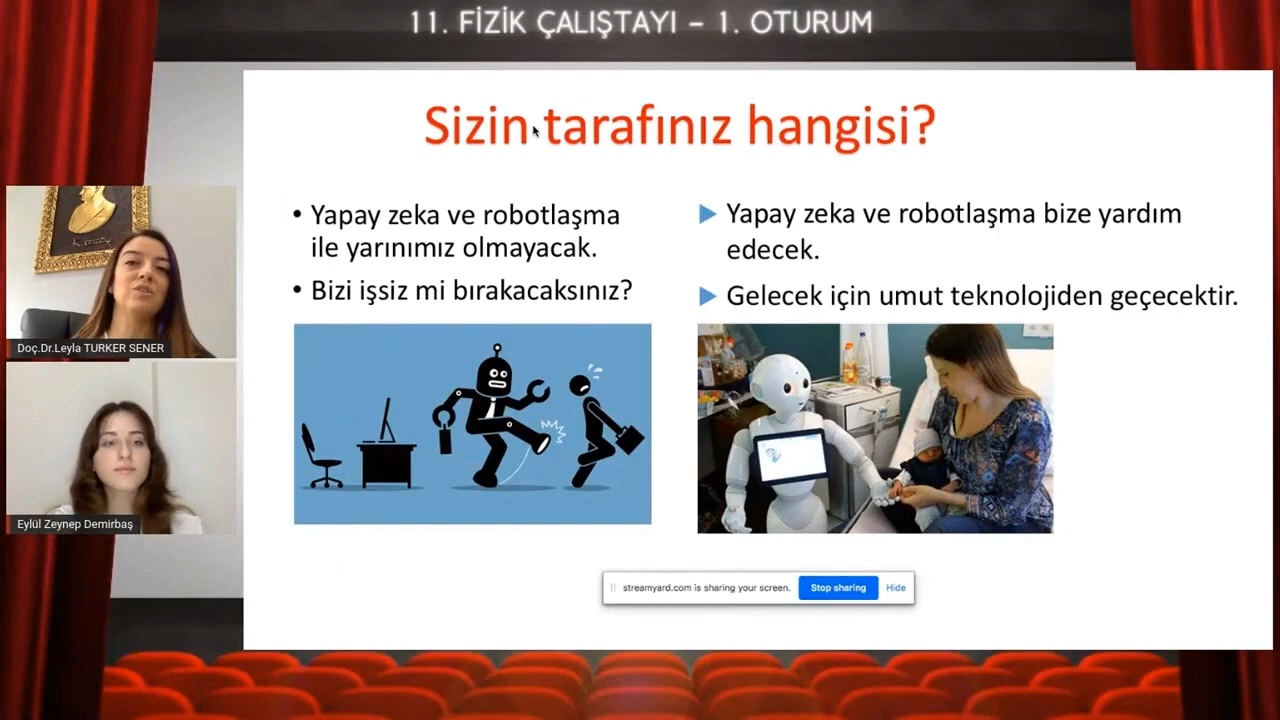 11. FİZİK ÇALIŞTAYI – 1. OTURUM
Sizin tarafınız hangisi?
• Yapay zeka ve robotlaşma
ile yarınımız olmayacak.
• Bizi işsiz mi bırakacaksınız?
Yapay zeka ve robotlaşma bize yardım
edecek.
Gelecek için umut teknolojiden geçecektir.
Doç.Dr.Leyla TURKER SENER
Eylül Zeynep Demirbaş
streamyard.com is sharing your screen.
Stop sharing
Hide